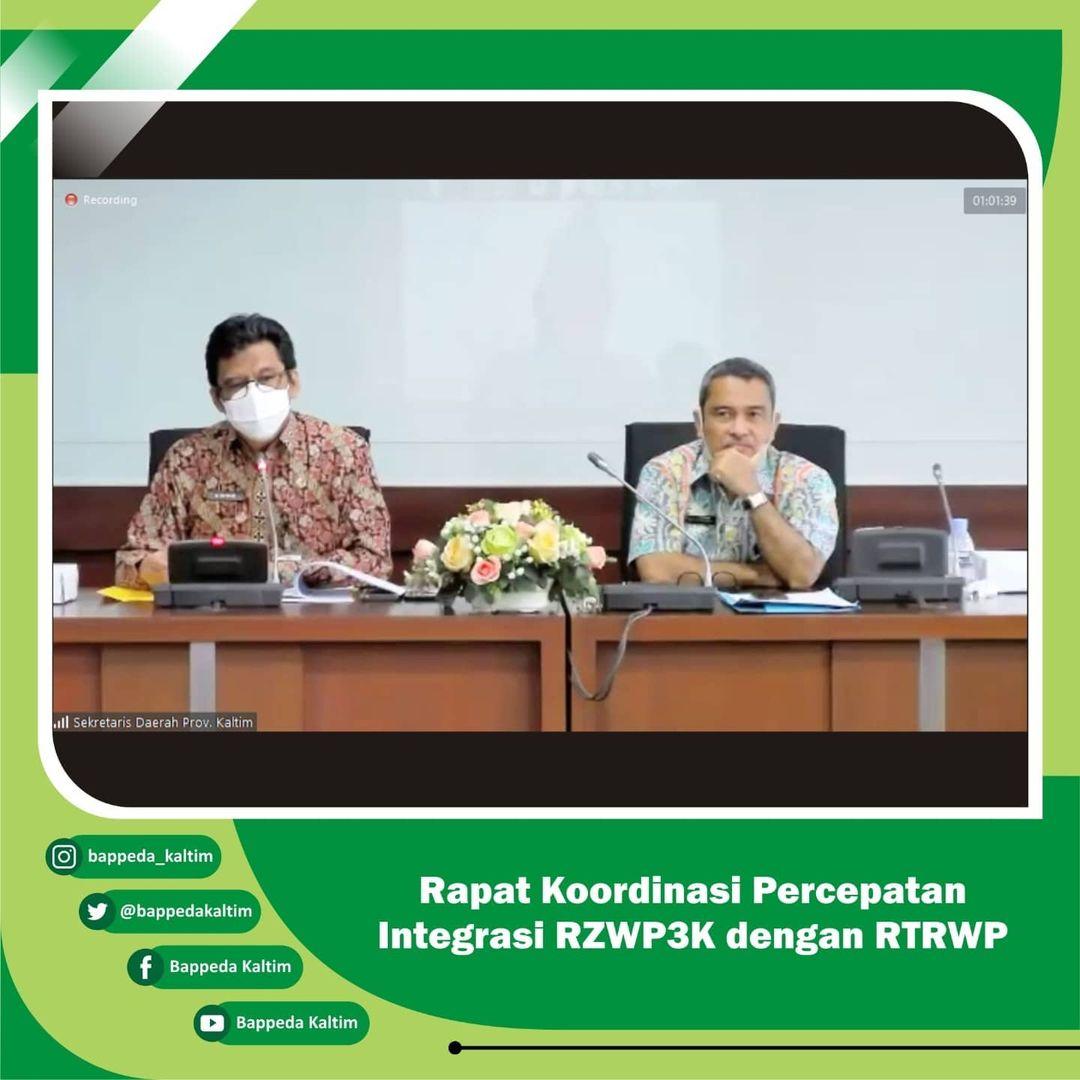 Recording
01:01:39
Sekretaris Daerah Prov. Kaltim
bappeda_kaltim
@bappedakaltim
Bappeda Kaltim
Bappeda Kaltim
Rapat Koordinasi Percepatan
Integrasi RZWP3K dengan RTRWP